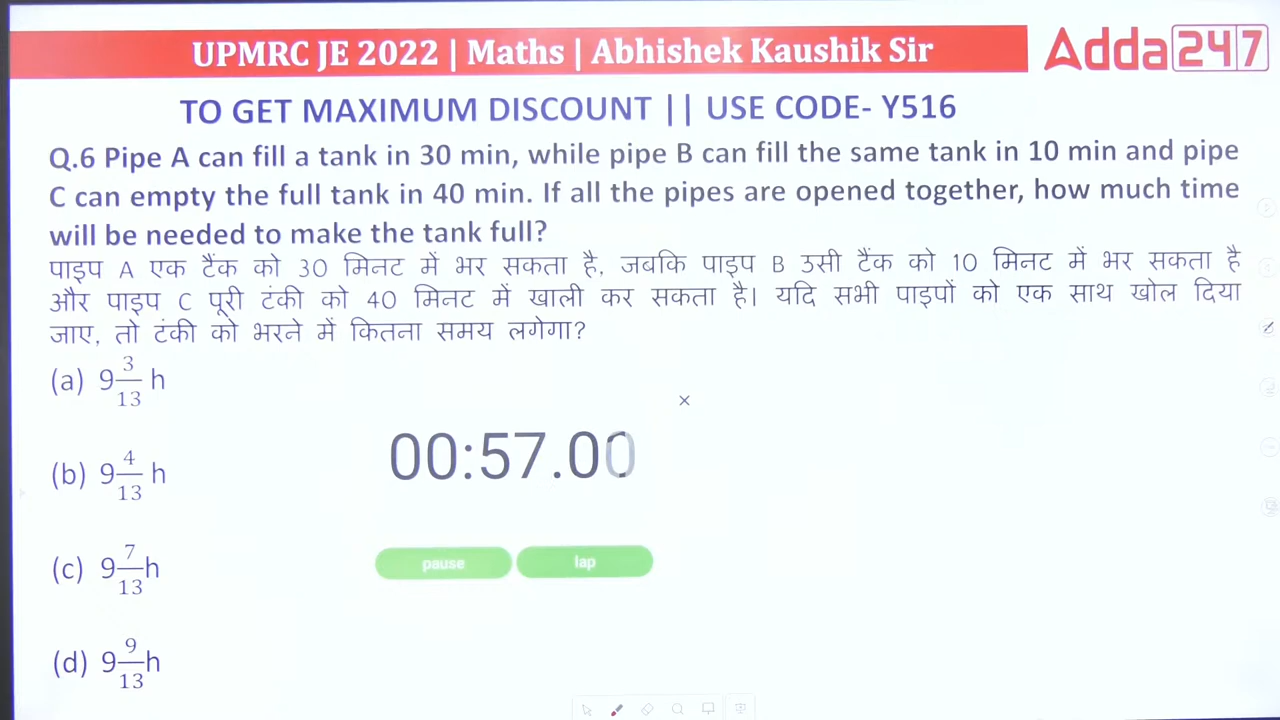 UPMRC JE 2022 | Maths | Abhishek Kaushik Sir
Adda247
TO GET MAXIMUM DISCOUNT || USE CODE- Y516
Q.6 Pipe A can fill a tank in 30 min, while pipe B can fill the same tank in 10 min and pipe
C can empty the full tank in 40 min. If all the pipes are opened together, how much time
will be needed to make the tank full?
पाइप A एक टैंक को 30 मिनट में भर सकता है, जबकि पाइप B उसी टैंक को 10 मिनट में भर सकता है
और पाइप C पूरी टंकी को 40 मिनट में खाली कर सकता है। यदि सभी पाइपों को एक साथ खोल दिया
जाए, तो टंकी को भरने में कितना समय लगेगा?
(a) 9 3/13 h
×
00:57.00
(b) 9 4/13 h
pause lap
(c) 9 7/13 h
(d) 9 9/13 h